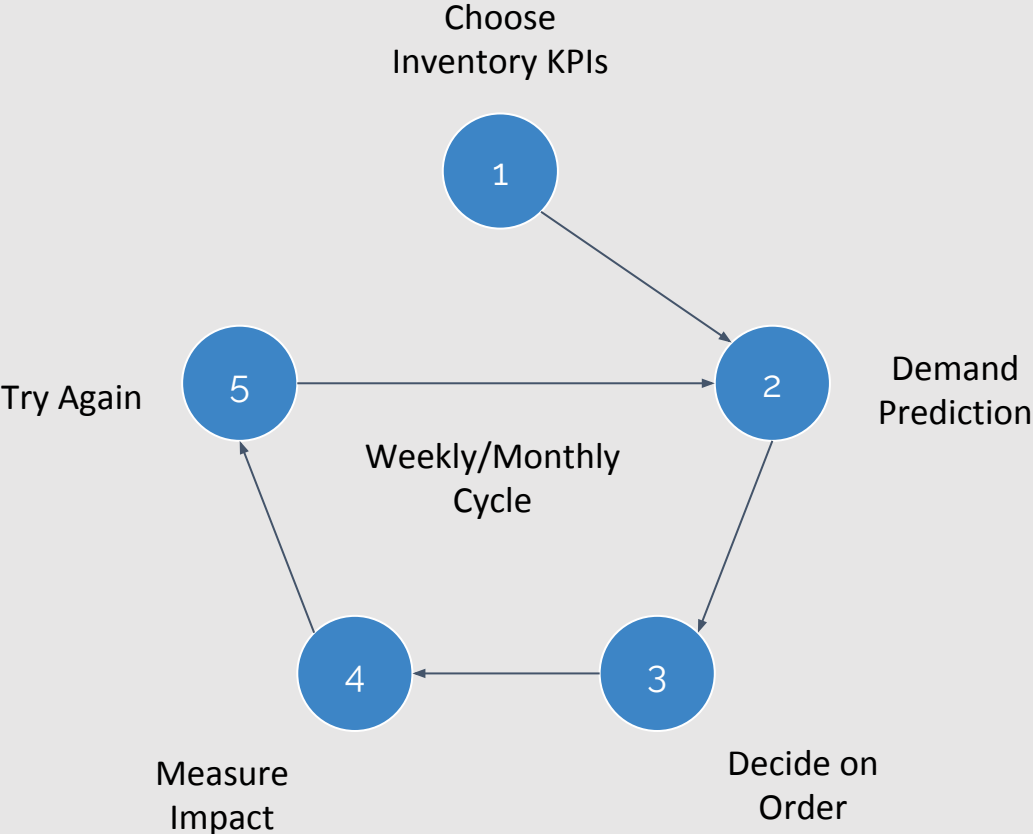 Choose
Inventory KPIs
1
5
2
Try Again
Demand
Prediction
Weekly/Monthly
Cycle
4
3
Measure
Impact
Decide on
Order